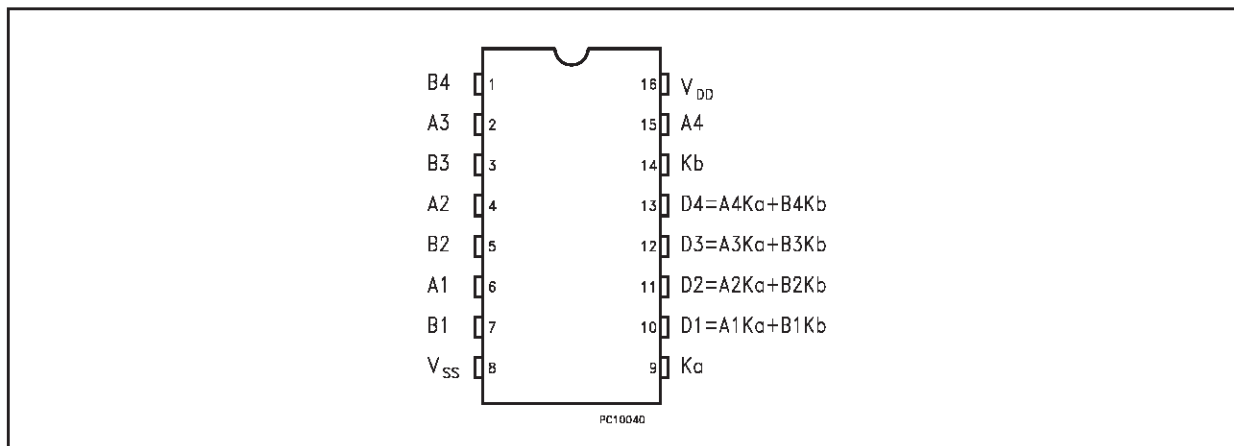 B4 1 16 VDD
A3 2 15 A4
B3 3 14 Kb
A2 4 13 D4=A4Ka+B4Kb
B2 5 12 D3=A3Ka+B3Kb
A1 6 11 D2=A2Ka+B2Kb
B1 7 10 D1=A1Ka+B1Kb
VSS 8 9 Ka
PC10040